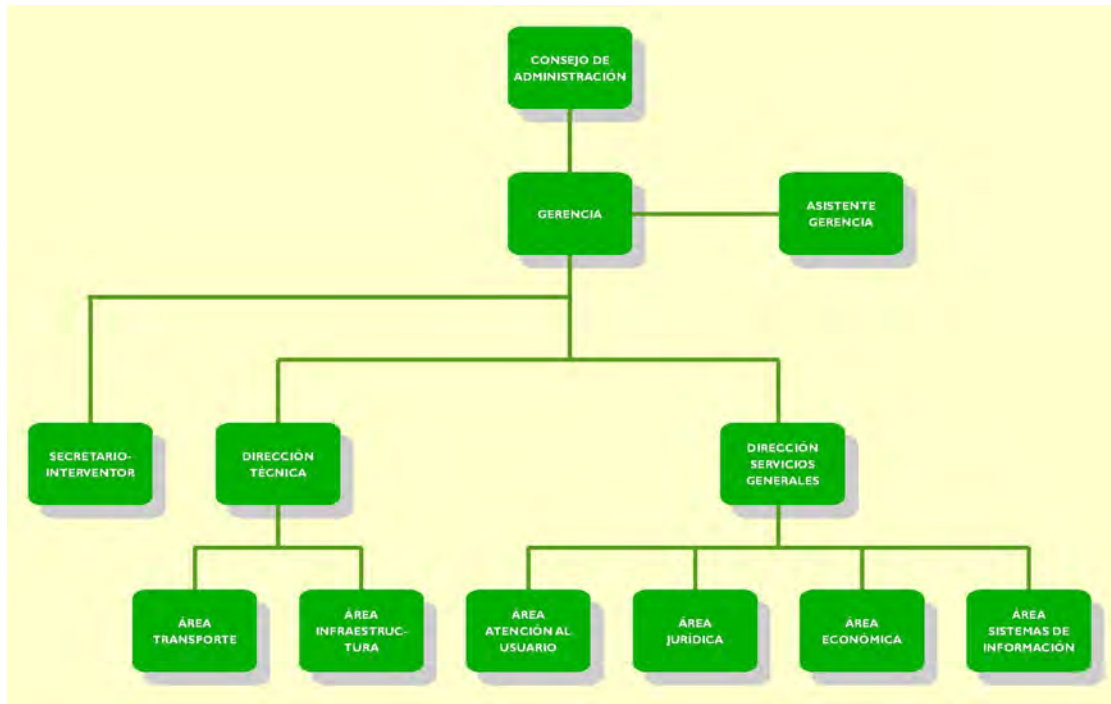 CONSEJO DE
ADMINISTRACIÓN
GERENCIA
ASISTENTE
GERENCIA
SECRETARIO-
INTERVENTOR
DIRECCIÓN
TÉCNICA
DIRECCIÓN
SERVICIOS
GENERALES
ÁREA
TRANSPORTE
ÁREA
INFRAESTRUC-
TURA
ÁREA
ATENCIÓN AL
USUARIO
ÁREA
JURÍDICA
ÁREA
ECONÓMICA
ÁREA
SISTEMAS DE
INFORMACIÓN